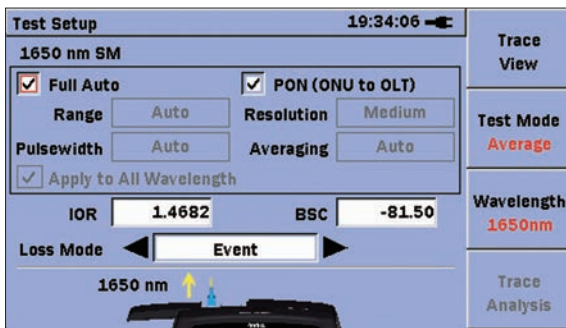 Test Setup 19:34:06
1650 nm SM
Full Auto PON (ONU to OLT)
Range Auto Resolution Medium
Pulsewidth Auto Averaging Auto
Apply to All Wavelength
IOR 1.4682 BSC -81.50
Loss Mode Event
1650 nm
Trace
View
Test Mode
Average
Wavelength
1650nm
Trace
Analysis